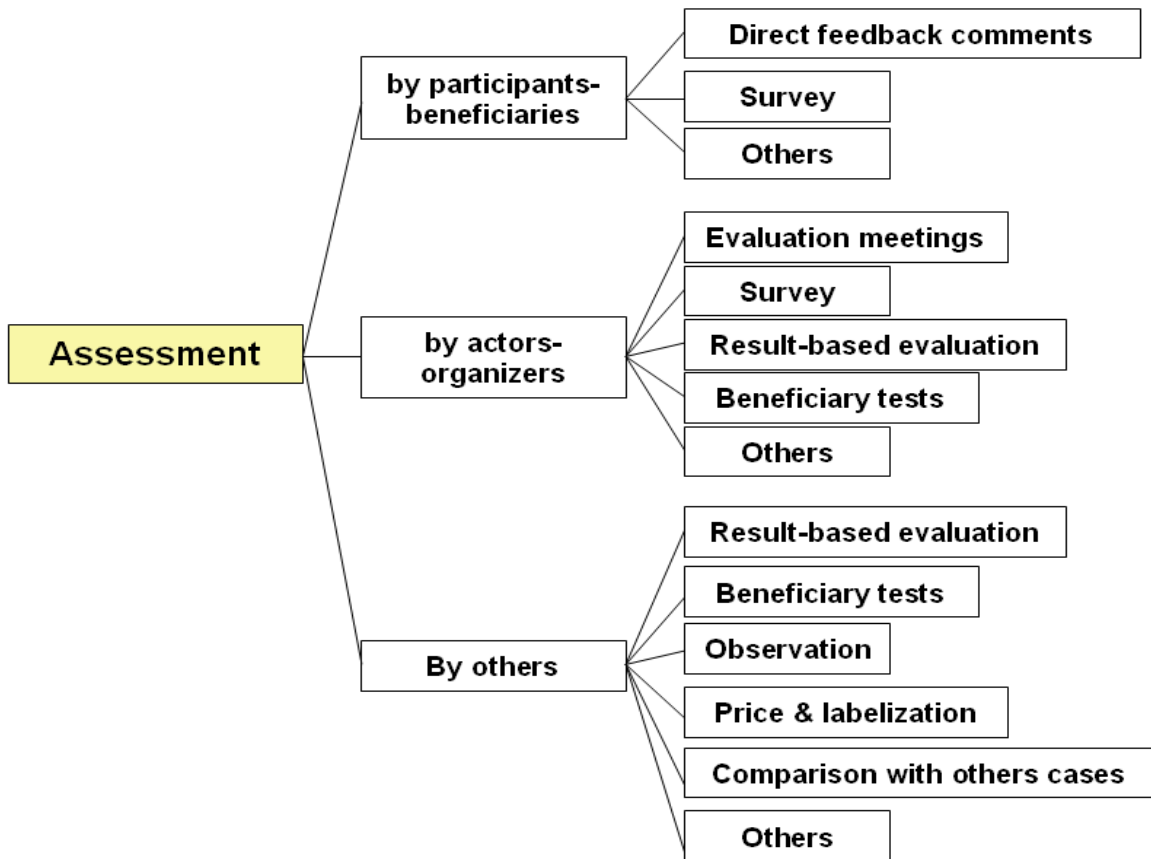 Assessment
by participants-
beneficiaries
Direct feedback comments
Survey
Others
by actors-
organizers
Evaluation meetings
Survey
Result-based evaluation
Beneficiary tests
Others
By others
Result-based evaluation
Beneficiary tests
Observation
Price & labelization
Comparison with others cases
Others